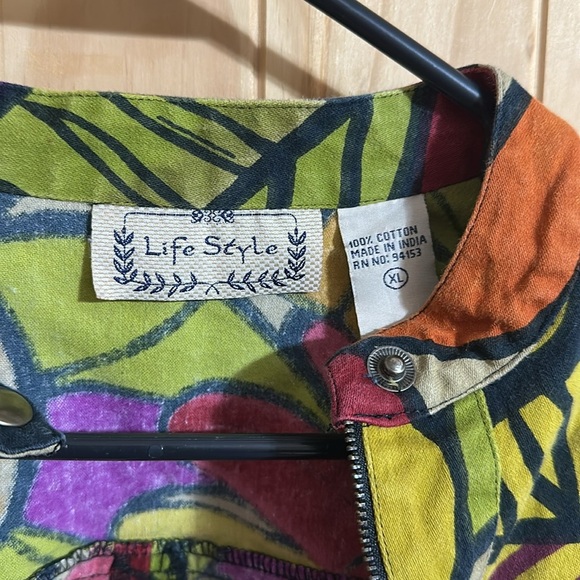 Life Style
100% COTTON
MADE IN INDIA
RN NO: 94153
XL